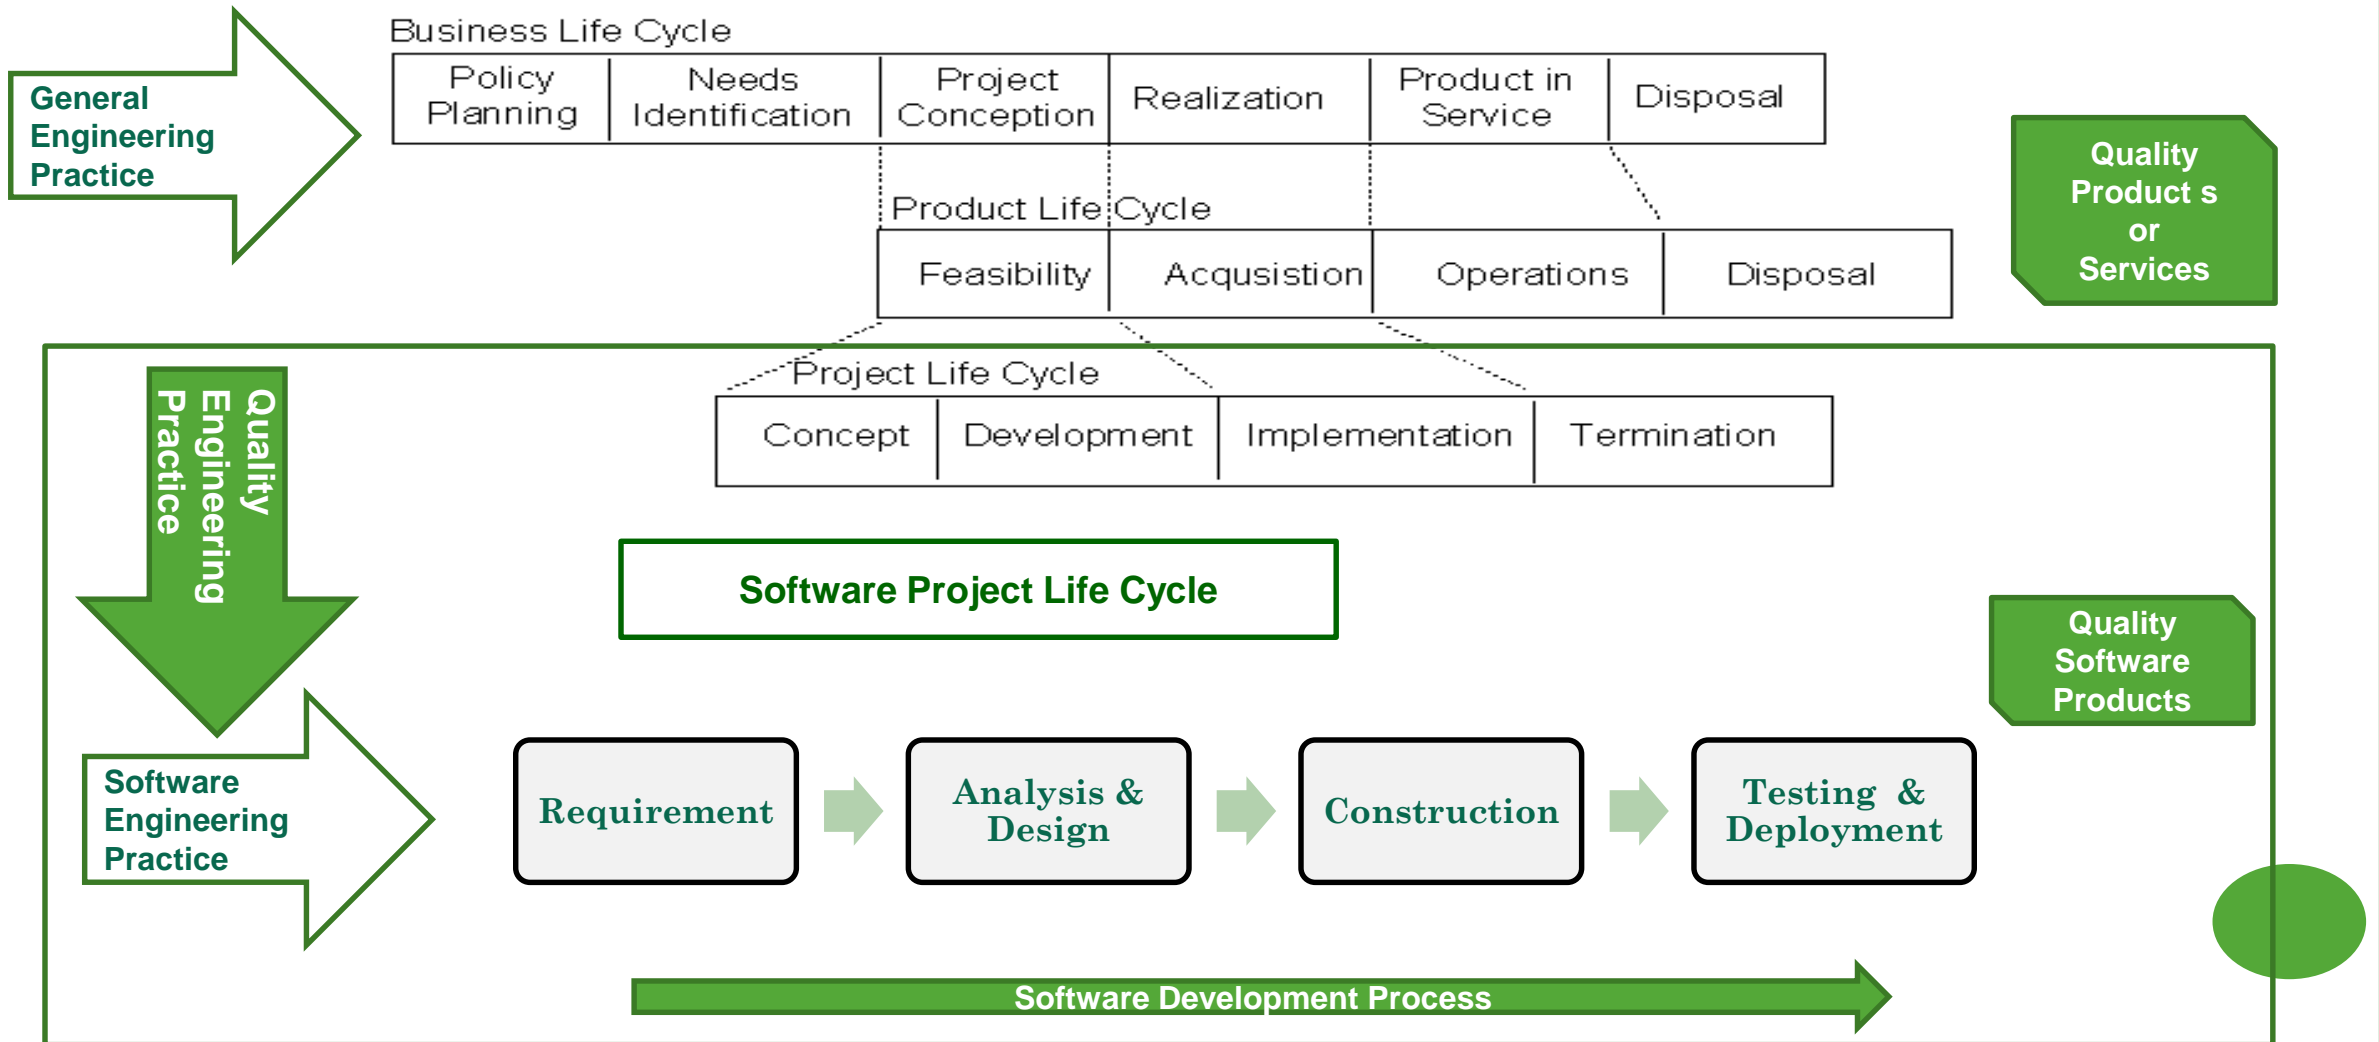 Business Life Cycle
General
Engineering
Practice
Policy
Planning
Needs
Identification
Project
Conception
Realization
Product in
Service
Disposal
Quality
Product s
or
Services
Product Life Cycle
Feasibility
Acqusistion
Operations
Disposal
Quality
Engineering
Practice
Project Life Cycle
Concept
Development
Implementation
Termination
Software Project Life Cycle
Quality
Software
Products
Software
Engineering
Practice
Requirement
Analysis &
Design
Construction
Testing &
Deployment
Software Development Process